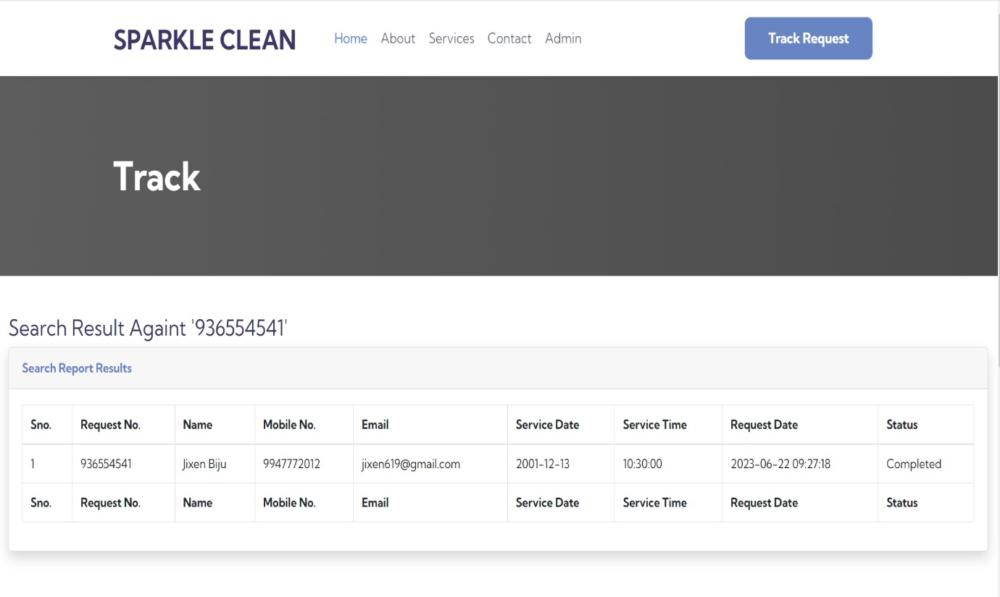 SPARKLE CLEAN Home About Services Contact Admin Track Request
Track
Search Result Againt '936554541'
Search Report Results
Sno. Request No. Name Mobile No. Email Service Date Service Time Request Date Status
1 936554541 Jixen Biju 9947772012 jixen619@gmail.com 2001-12-13 10:30:00 2023-06-22 09:27:18 Completed
Sno. Request No. Name Mobile No. Email Service Date Service Time Request Date Status